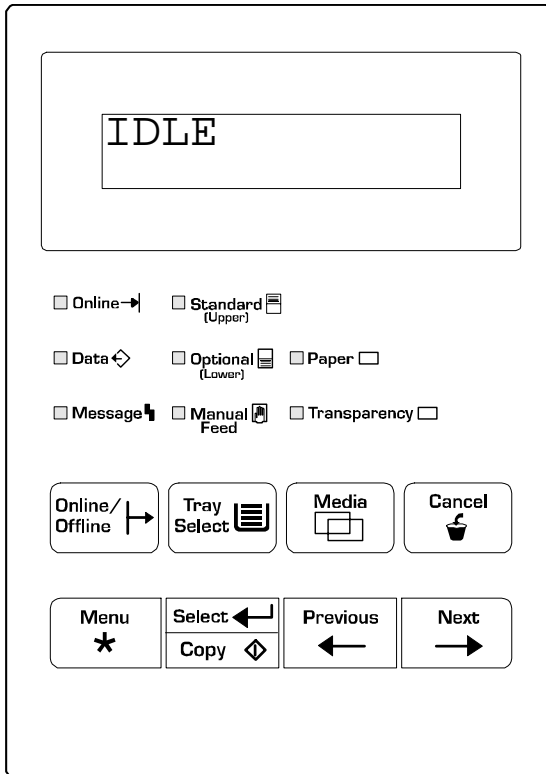 IDLE
Online Standard
(Upper)
Data Optional Paper
(Lower)
Message Manual Transparency
Feed
Online/ Tray Media Cancel
Offline Select
Menu Select Previous Next
Copy